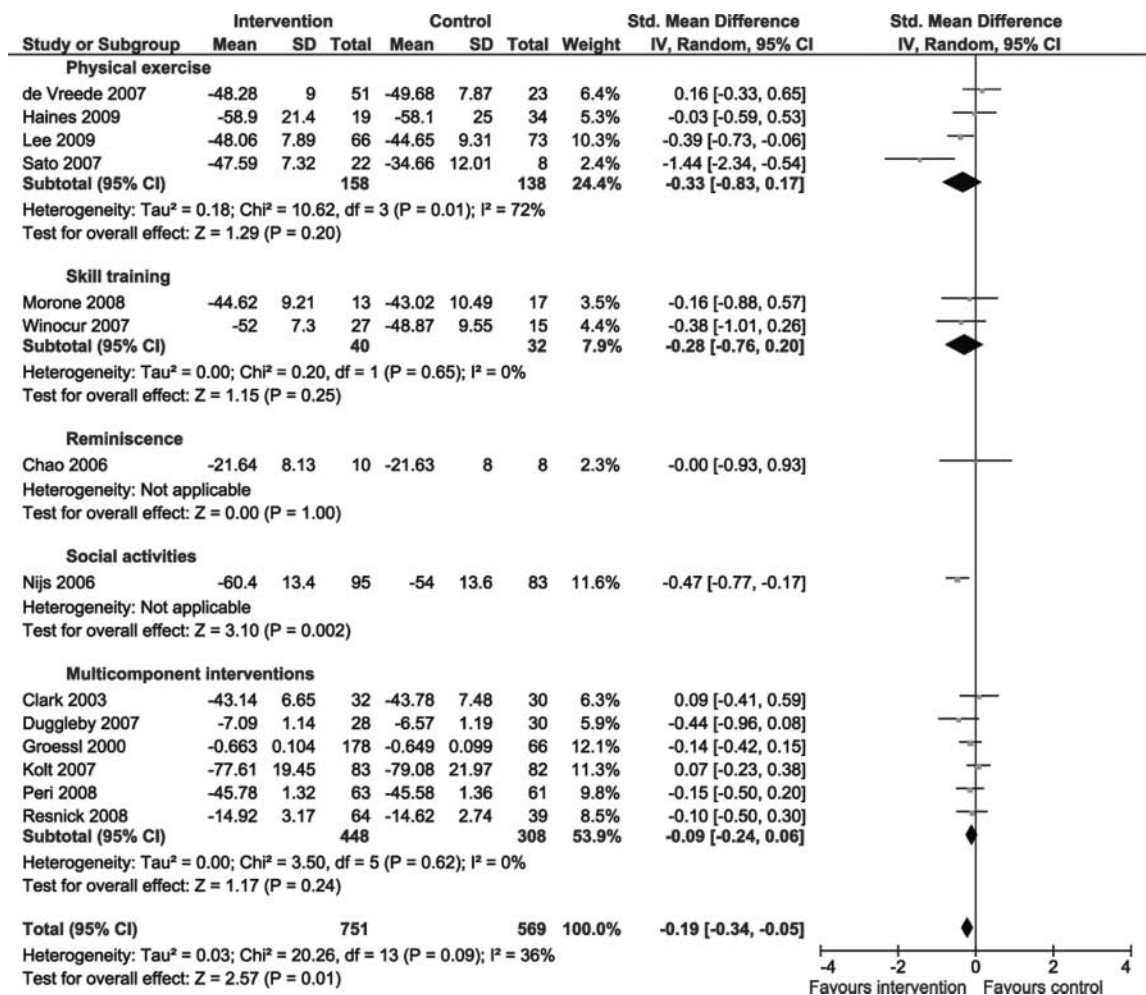 Intervention Control Std. Mean Difference Std. Mean Difference
Study or Subgroup Mean SD Total Mean SD Total Weight IV, Random, 95% CI IV, Random, 95% CI
Physical exercise
de Vreede 2007 -48.28 9 51 -49.68 7.87 23 6.4% 0.16 [-0.33, 0.65]
Haines 2009 -58.9 21.4 19 -58.1 25 34 5.3% -0.03 [-0.59, 0.53]
Lee 2009 -48.06 7.89 66 -44.65 9.31 73 10.3% -0.39 [-0.73, -0.06]
Sato 2007 -47.59 7.32 22 -34.66 12.01 8 2.4% -1.44 [-2.34, -0.54]
Subtotal (95% CI) 158 138 24.4% -0.33 [-0.83, 0.17]
Heterogeneity: Tau² = 0.18; Chi² = 10.62, df = 3 (P = 0.01); I² = 72%
Test for overall effect: Z = 1.29 (P = 0.20)
Skill training
Morone 2008 -44.62 9.21 13 -43.02 10.49 17 3.5% -0.16 [-0.88, 0.57]
Winocur 2007 -52 7.3 27 -48.87 9.55 15 4.4% -0.38 [-1.01, 0.26]
Subtotal (95% CI) 40 32 7.9% -0.28 [-0.76, 0.20]
Heterogeneity: Tau² = 0.00; Chi² = 0.20, df = 1 (P = 0.65); I² = 0%
Test for overall effect: Z = 1.15 (P = 0.25)
Reminiscence
Chao 2006 -21.64 8.13 10 -21.63 8 8 2.3% -0.00 [-0.93, 0.93]
Heterogeneity: Not applicable
Test for overall effect: Z = 0.00 (P = 1.00)
Social activities
Nijs 2006 -60.4 13.4 95 -54 13.6 83 11.6% -0.47 [-0.77, -0.17]
Heterogeneity: Not applicable
Test for overall effect: Z = 3.10 (P = 0.002)
Multicomponent interventions
Clark 2003 -43.14 6.65 32 -43.78 7.48 30 6.3% 0.09 [-0.41, 0.59]
Duggleby 2007 -7.09 1.14 28 -6.57 1.19 30 5.9% -0.44 [-0.96, 0.08]
Groessl 2000 -0.663 0.104 178 -0.649 0.099 66 12.1% -0.14 [-0.42, 0.15]
Kolt 2007 -77.61 19.45 83 -79.08 21.97 82 11.3% 0.07 [-0.23, 0.38]
Peri 2008 -45.78 1.32 63 -45.58 1.36 61 9.8% -0.15 [-0.50, 0.20]
Resnick 2008 -14.92 3.17 64 -14.62 2.74 39 8.5% -0.10 [-0.50, 0.30]
Subtotal (95% CI) 448 308 53.9% -0.09 [-0.24, 0.06]
Heterogeneity: Tau² = 0.00; Chi² = 3.50, df = 5 (P = 0.62); I² = 0%
Test for overall effect: Z = 1.17 (P = 0.24)
Total (95% CI) 751 569 100.0% -0.19 [-0.34, -0.05]
Heterogeneity: Tau² = 0.03; Chi² = 20.26, df = 13 (P = 0.09); I² = 36%
Test for overall effect: Z = 2.57 (P = 0.01)
-4 -2 0 2 4
Favours intervention Favours control